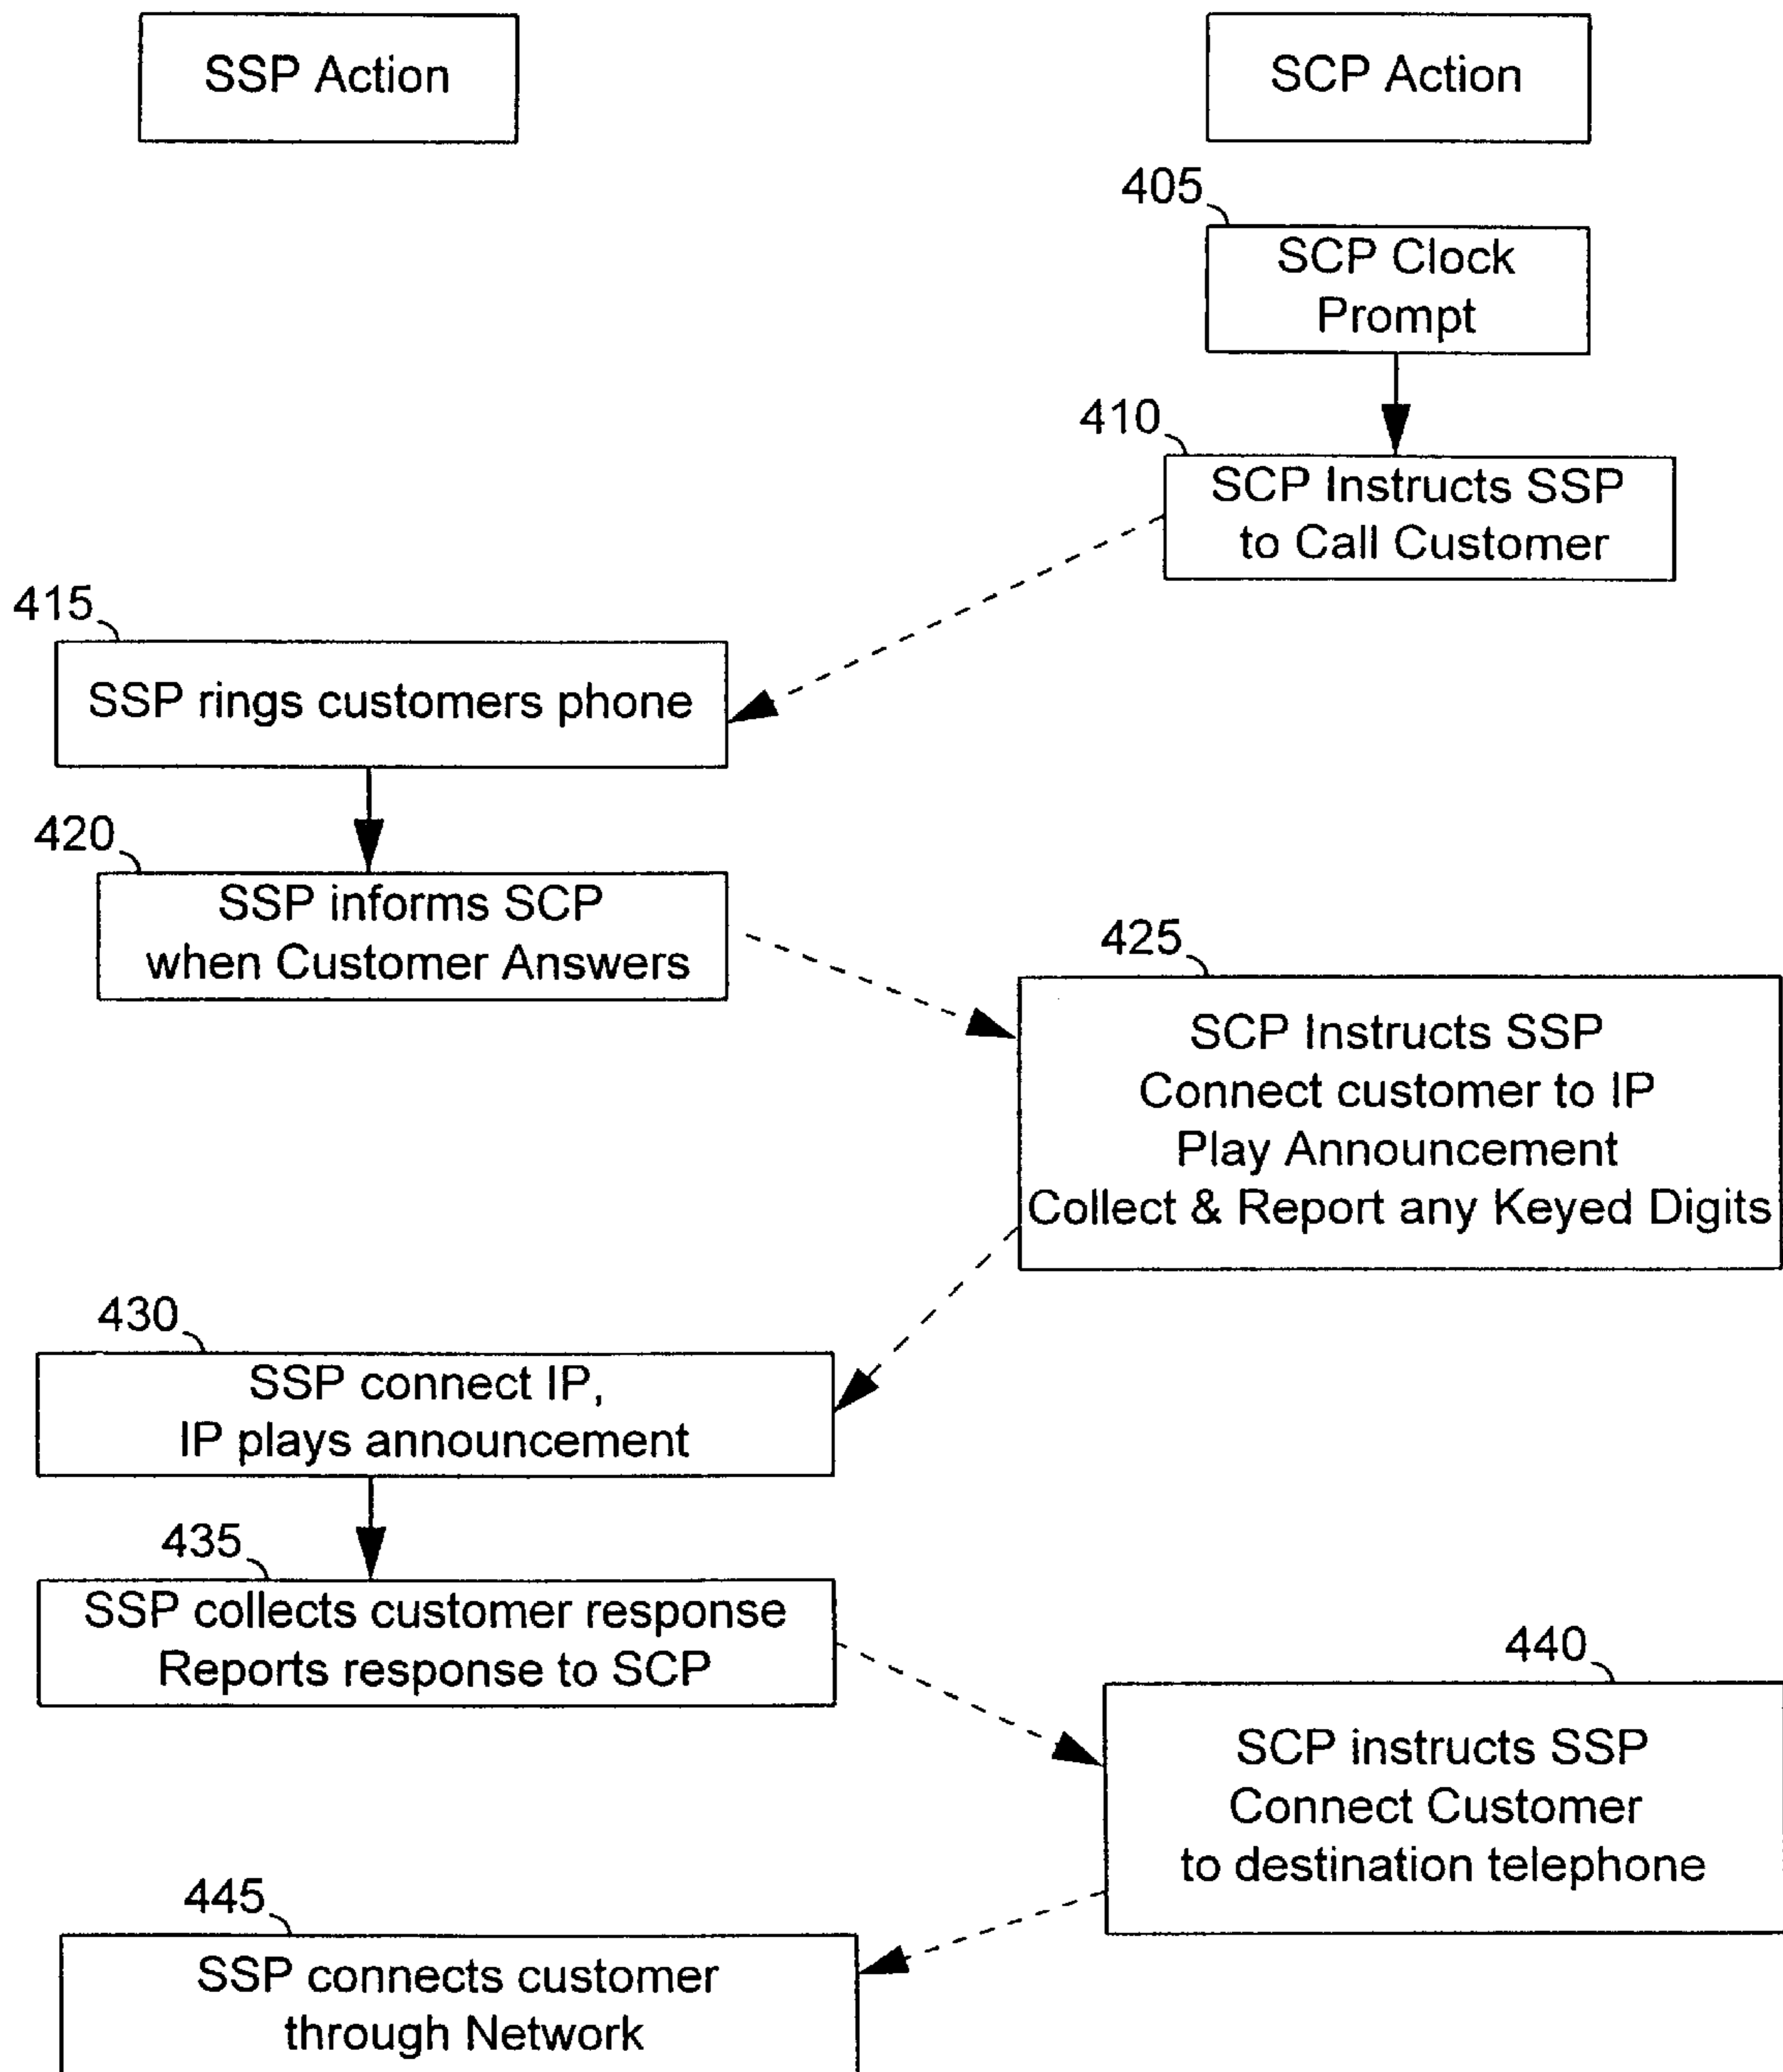 SSP Action
SCP Action
405
SCP Clock
Prompt
410
SCP Instructs SSP
to Call Customer
415
SSP rings customers phone
420
SSP informs SCP
when Customer Answers
425
SCP Instructs SSP
Connect customer to IP
Play Announcement
Collect & Report any Keyed Digits
430
SSP connect IP,
IP plays announcement
435
SSP collects customer response
Reports response to SCP
440
SCP instructs SSP
Connect Customer
to destination telephone
445
SSP connects customer
through Network